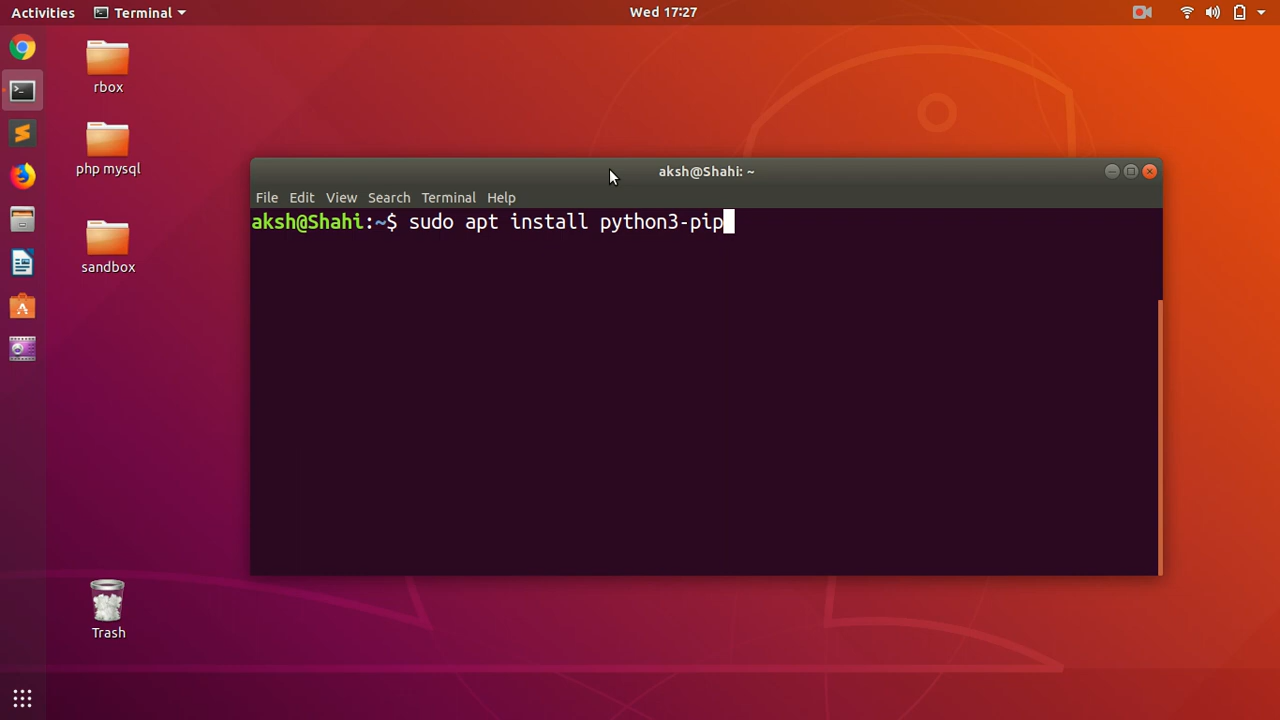 Activities
Terminal
Wed 17:27
rbox
php mysql
sandbox
Trash
aksh@Shahi: ~
File Edit View Search Terminal Help
aksh@Shahi:~$ sudo apt install python3-pip